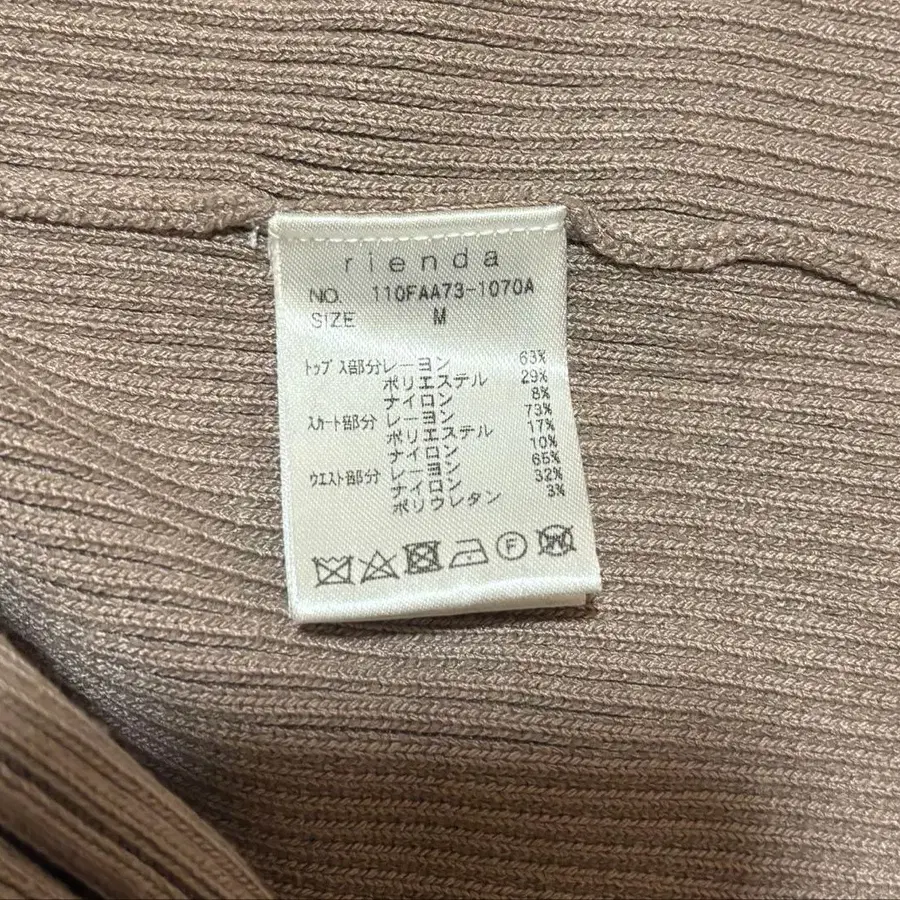 rienda
NO. 110FAA73-1070A
SIZE M
トップス部分 レーヨン 63%
ポリエステル 29%
ナイロン 8%
スカート部分 レーヨン 73%
ポリエステル 17%
ナイロン 10%
ウエスト部分 レーヨン 65%
ナイロン 32%
ポリウレタン 3%
F W